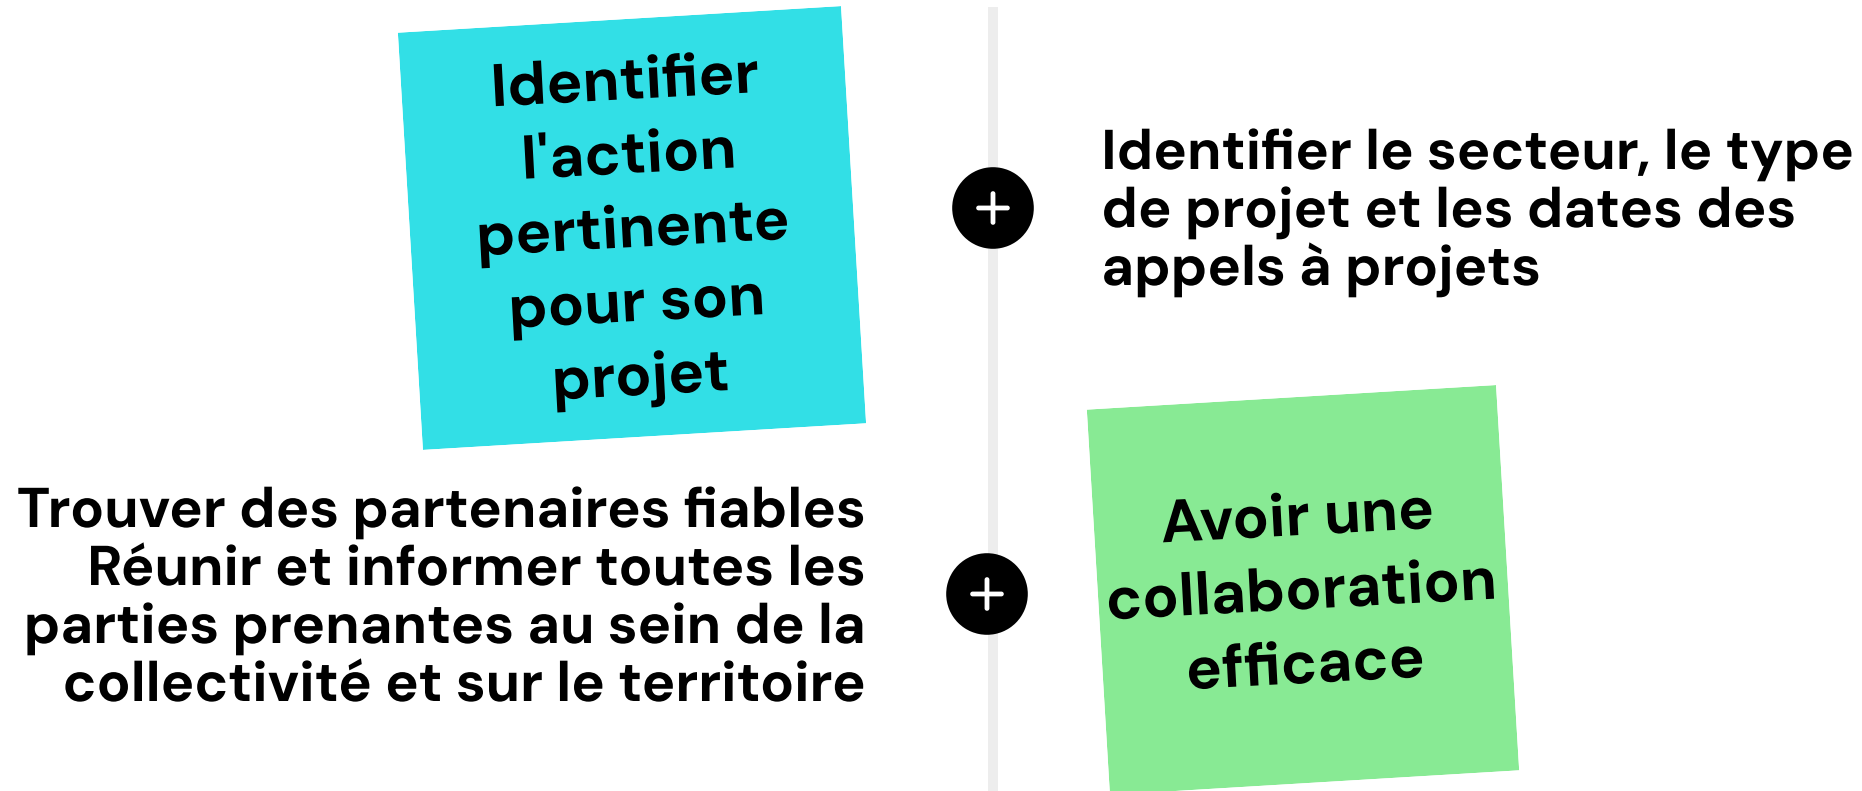 Identifier
l'action
pertinente
pour son
projet
Identifier le secteur, le type
de projet et les dates des
appels à projets
Trouver des partenaires fiables
Réunir et informer toutes les
parties prenantes au sein de la
collectivité et sur le territoire
Avoir une
collaboration
efficace